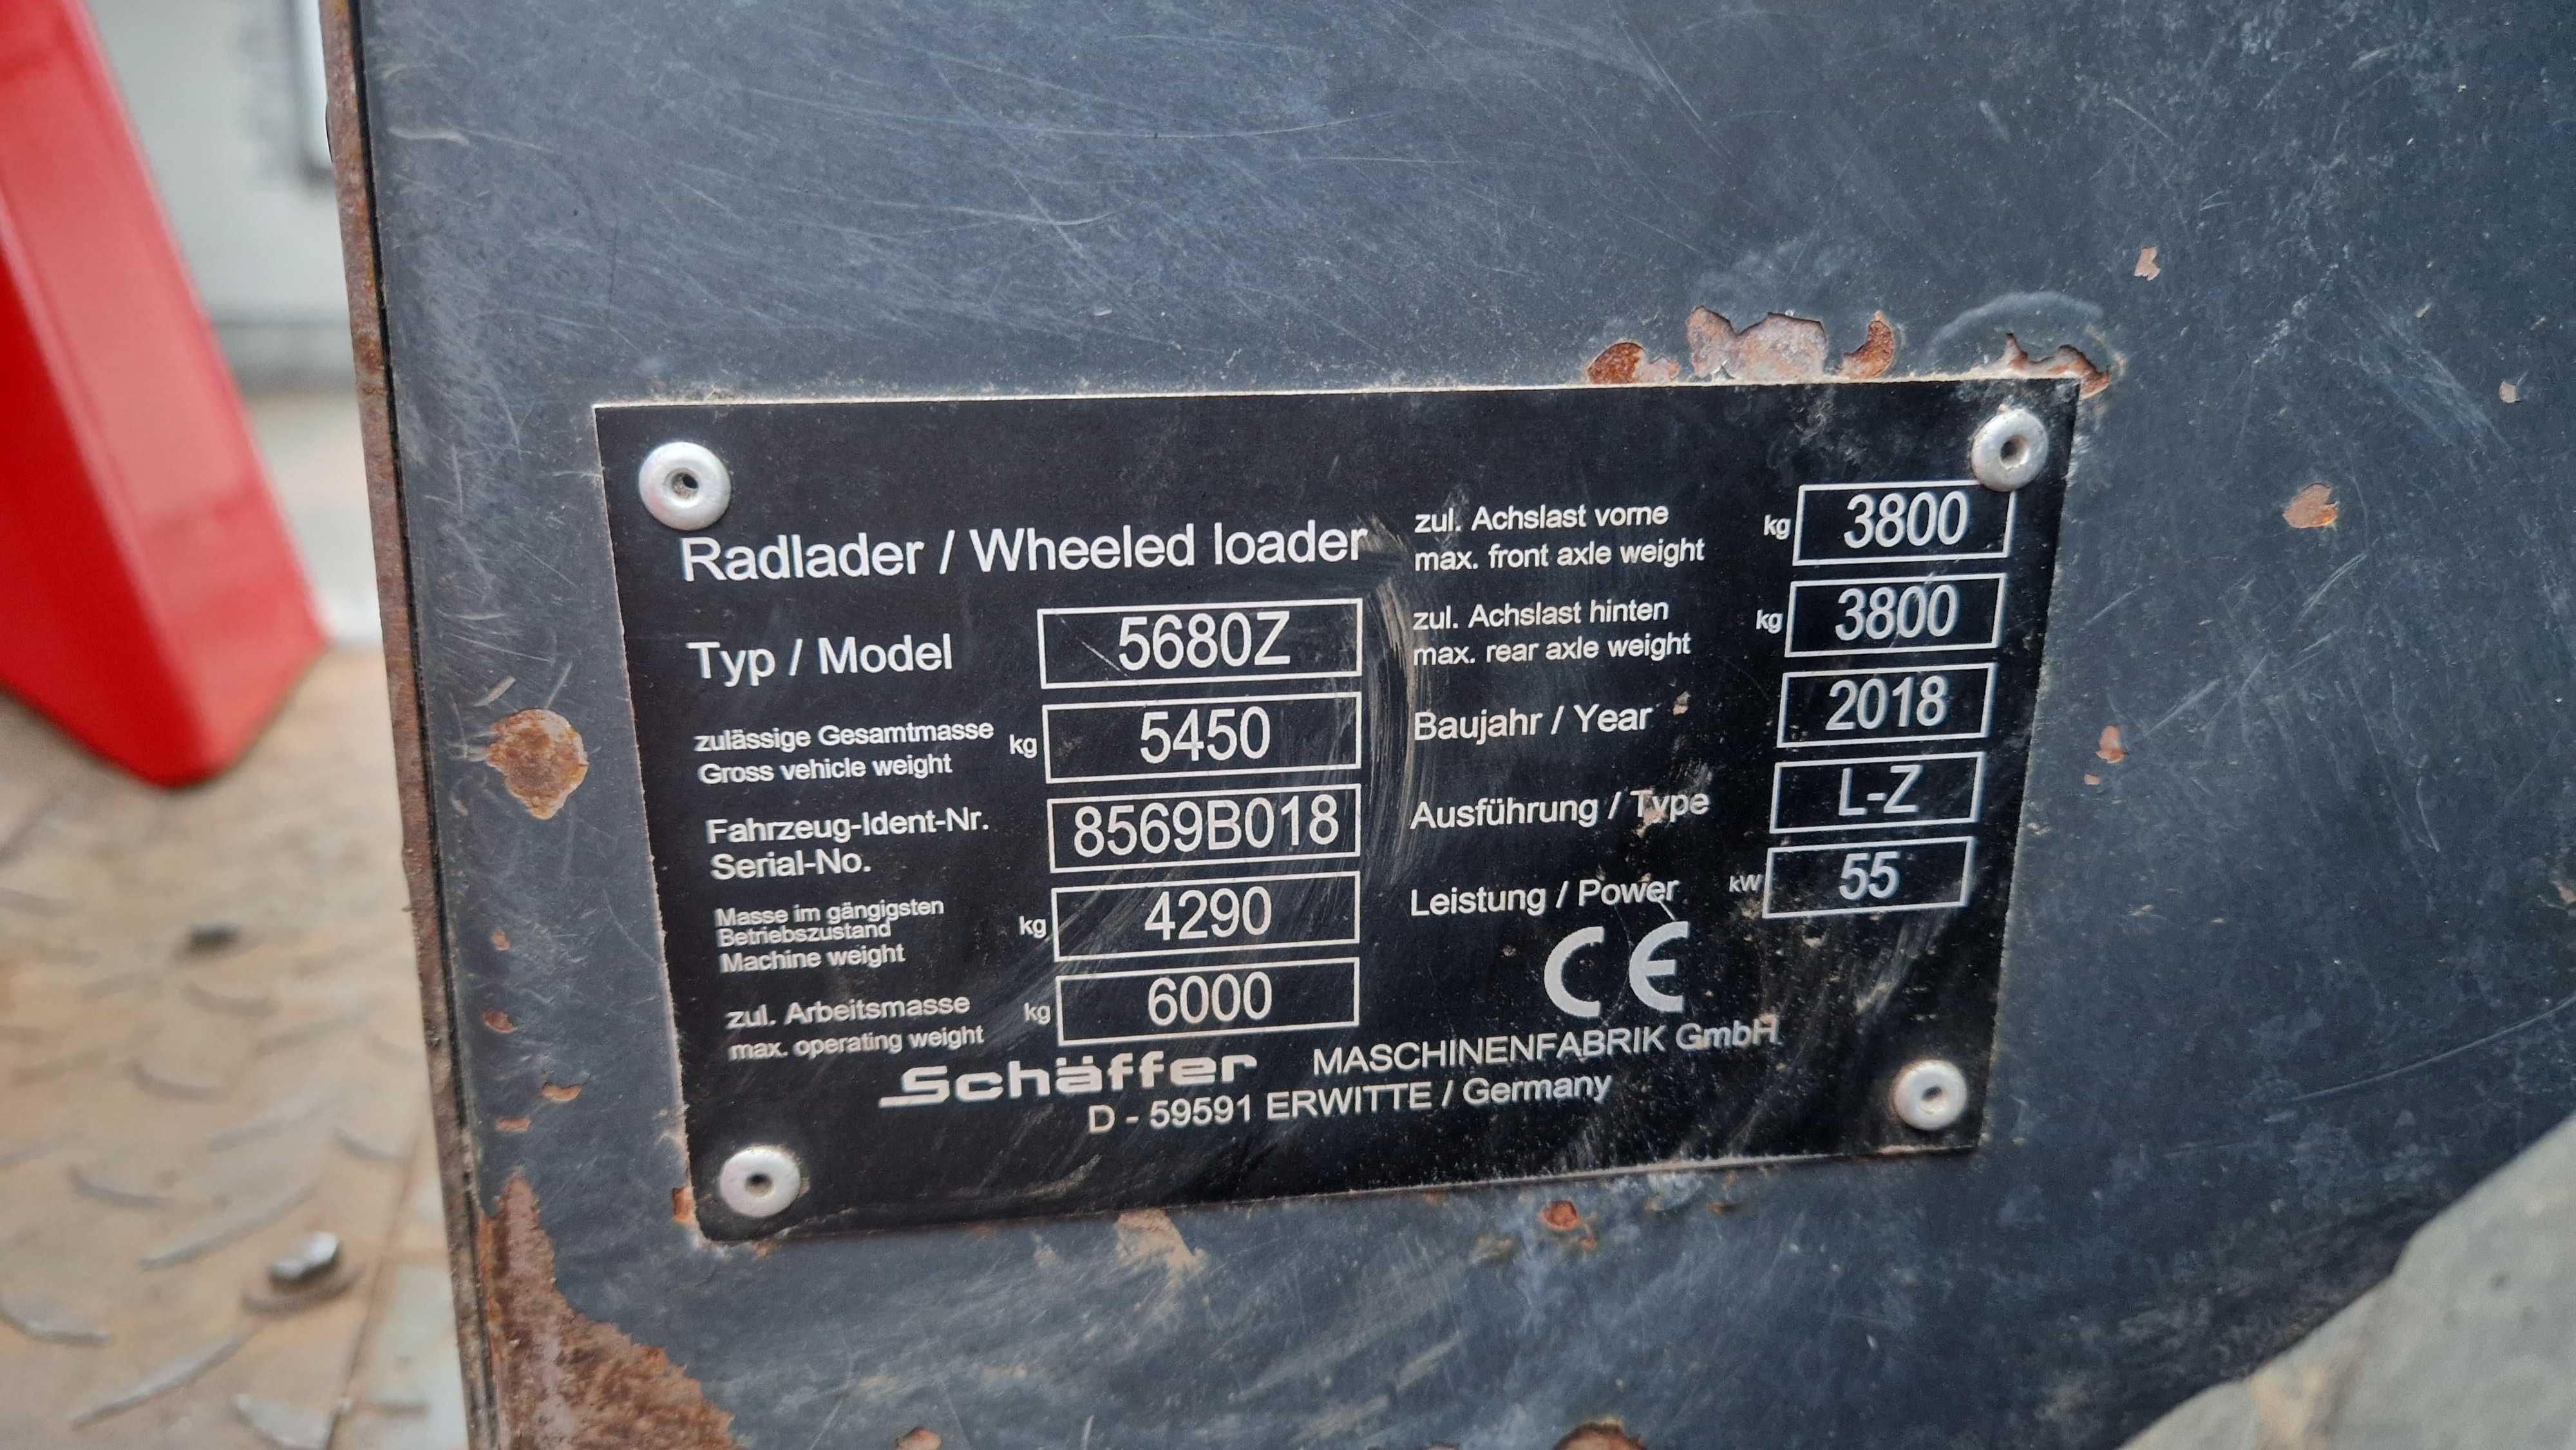 Radlader / Wheeled loader
Typ / Model 5680Z
zulässige Gesamtmasse
Gross vehicle weight kg 5450
Fahrzeug-Ident-Nr.
Serial-No. 8569B018
Masse im gängigsten
Betriebszustand
Machine weight kg 4290
zul. Arbeitsmasse
max. operating weight kg 6000
zul. Achslast vorne
max. front axle weight kg 3800
zul. Achslast hinten
max. rear axle weight kg 3800
Baujahr / Year 2018
Ausführung / Type L-Z
Leistung / Power kW 55
CE
Schäffer MASCHINENFABRIK GmbH
D - 59591 ERWITTE / Germany